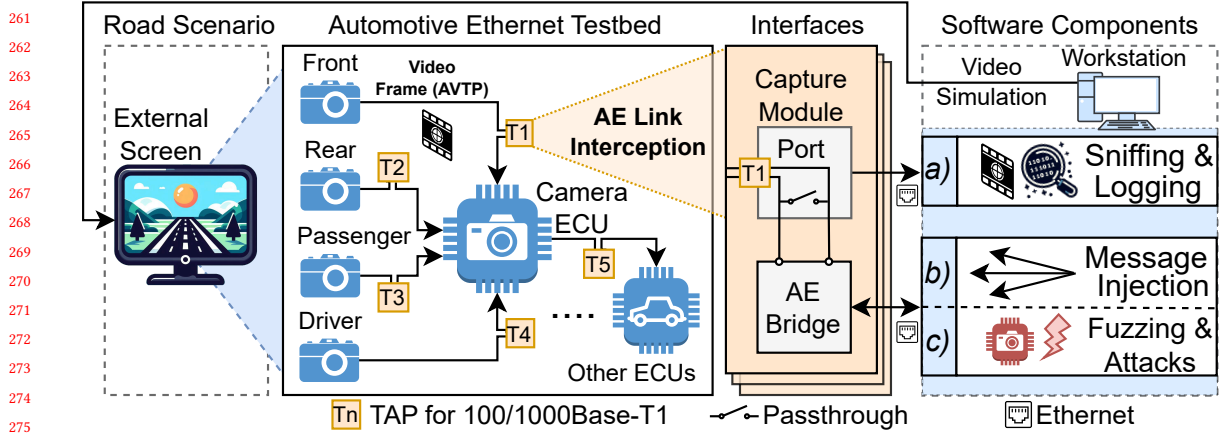 261
262
263
264
265
266
267
268
269
270
271
272
273
274
275
Road Scenario
Automotive Ethernet Testbed
Interfaces
Software Components
External
Screen
Front
Video
Frame (AVTP)
T1
Rear
T2
Passenger
T3
Driver
T4
Camera
ECU
T5
....
Other ECUs
AE Link
Interception
Capture
Module
Port
T1
AE
Bridge
Video
Simulation
Workstation
a)
Sniffing &
Logging
b)
Message
Injection
c)
Fuzzing &
Attacks
Tn TAP for 100/1000Base-T1
Passthrough
Ethernet